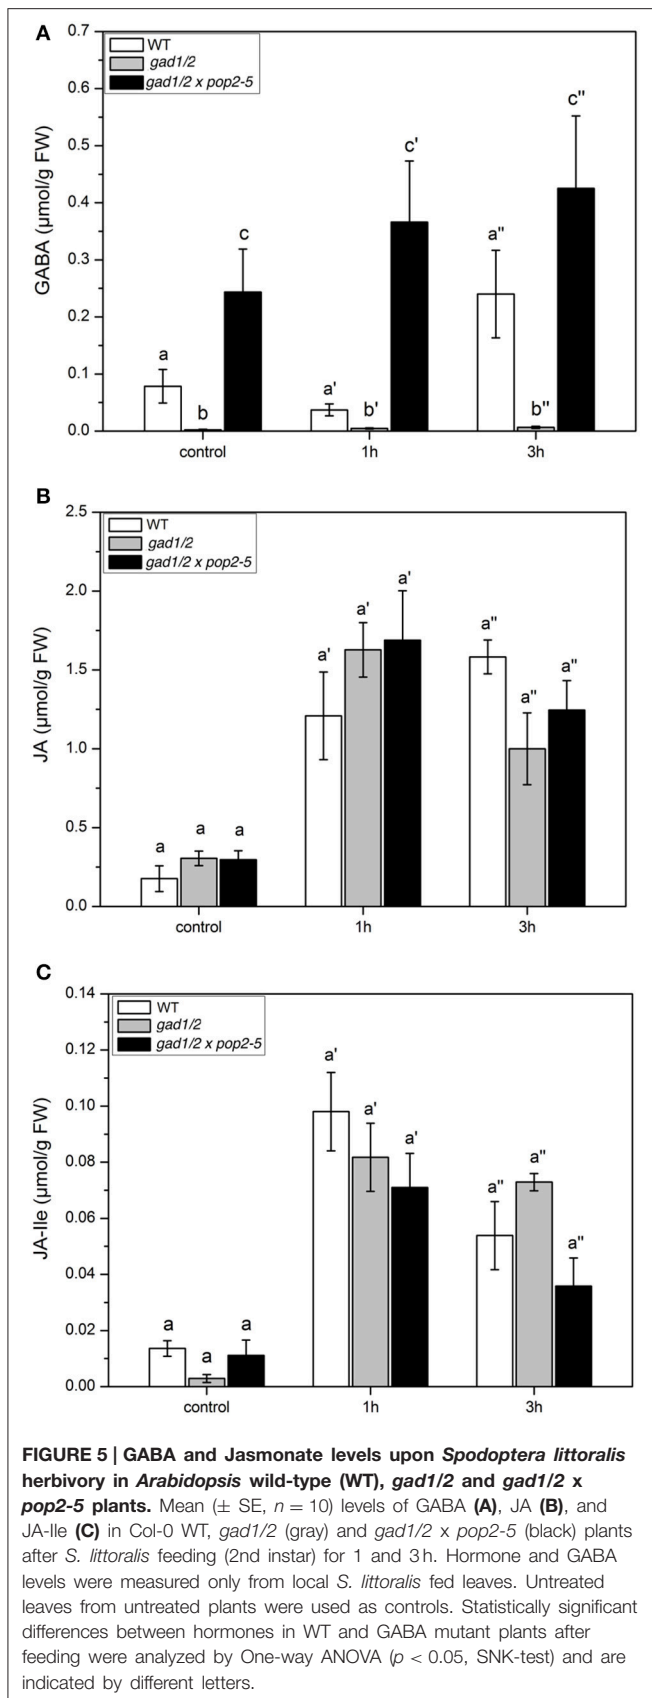 A
WT
gad1/2
gad1/2 x pop2-5
0.7
0.6
0.5
0.4
0.3
0.2
0.1
0.0
GABA (µmol/g FW)
a
b
c
a'
b'
c'
a"
b"
c"
control
1h
3h
B
WT
gad1/2
gad1/2 x pop2-5
2.5
2.0
1.5
1.0
0.5
0.0
JA (µmol/g FW)
a
a
a
a'
a'
a'
a"
a"
a"
control
1h
3h
C
WT
gad1/2
gad1/2 x pop2-5
0.14
0.12
0.10
0.08
0.06
0.04
0.02
0.00
JA-Ile (µmol/g FW)
a
a
a
a'
a'
a'
a"
a"
a"
control
1h
3h
FIGURE 5 | GABA and Jasmonate levels upon Spodoptera littoralis
herbivory in Arabidopsis wild-type (WT), gad1/2 and gad1/2 x
pop2-5 plants. Mean (± SE, n = 10) levels of GABA (A), JA (B), and
JA-Ile (C) in Col-0 WT, gad1/2 (gray) and gad1/2 x pop2-5 (black) plants
after S. littoralis feeding (2nd instar) for 1 and 3 h. Hormone and GABA
levels were measured only from local S. littoralis fed leaves. Untreated
leaves from untreated plants were used as controls. Statistically significant
differences between hormones in WT and GABA mutant plants after
feeding were analyzed by One-way ANOVA (p < 0.05, SNK-test) and are
indicated by different letters.